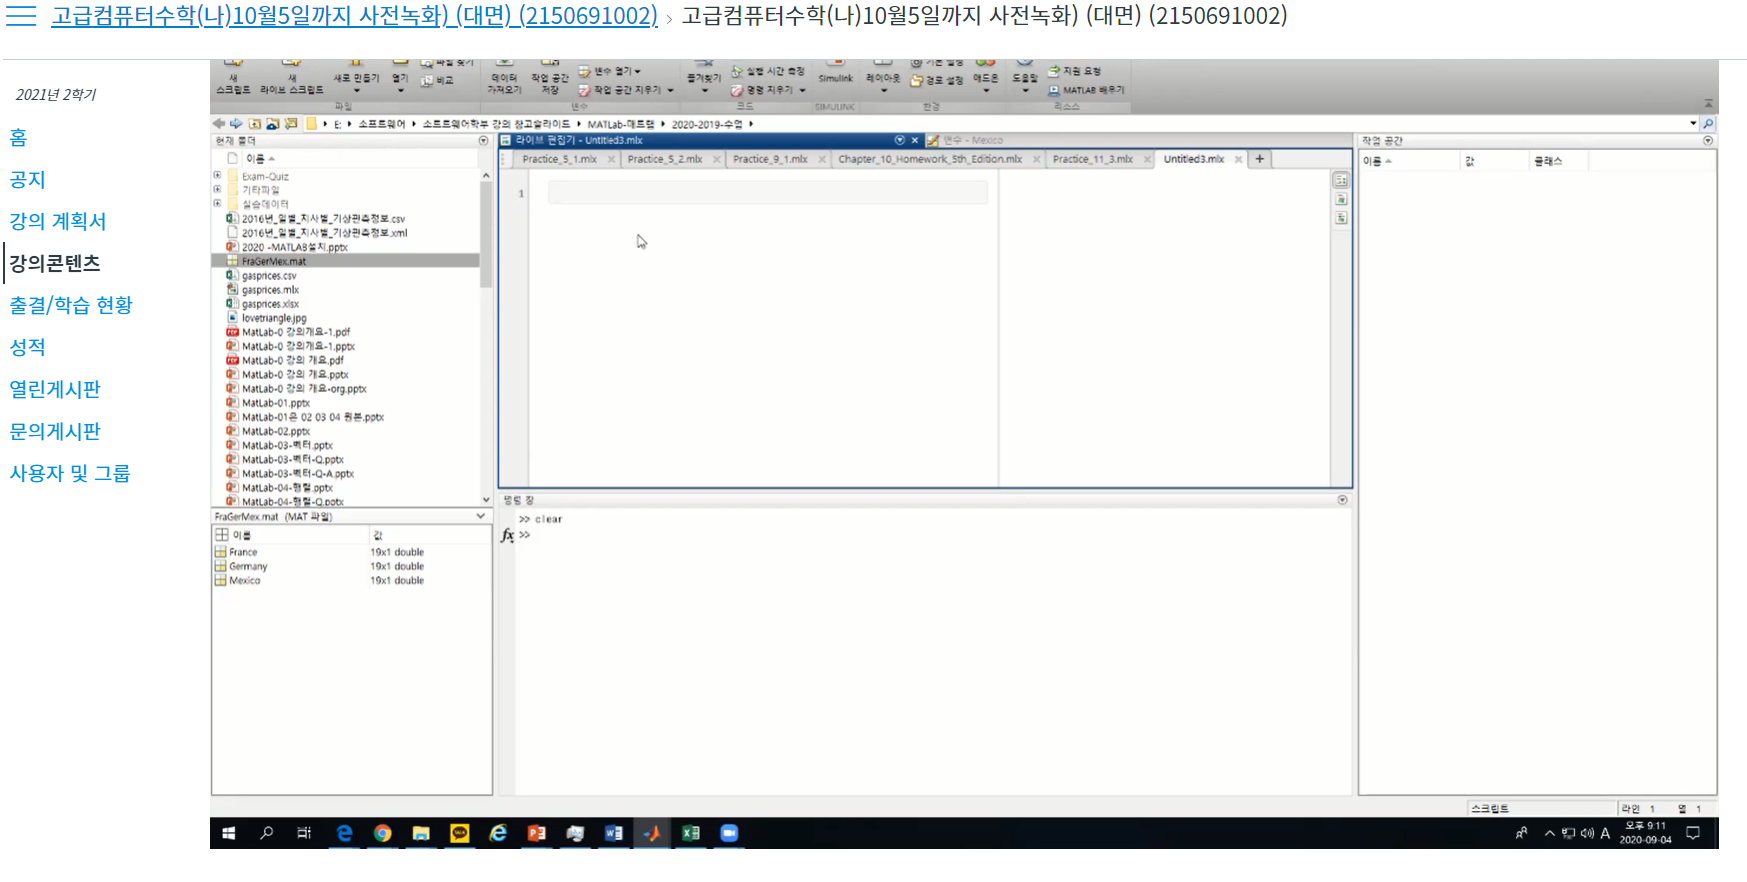 고급컴퓨터수학(나)10월5일까지 사전녹화) (대면) (2150691002) › 고급컴퓨터수학(나)10월5일까지 사전녹화) (대면) (2150691002)
2021년 2학기
홈
공지
강의 계획서
강의콘텐츠
출결/학습 현황
성적
열린게시판
문의게시판
사용자 및 그룹
새 스크립트
새 라이브 스크립트
새로 만들기
열기
파일 찾기
비교
데이터 가져오기
작업 공간 저장
변수 열기
작업 공간 지우기
즐겨찾기
실행 시간 측정
명령 지우기
Simulink
레이아웃
기본 설정
경로 설정
애드온
도움말
지원 요청
MATLAB 배우기
파일 변수 코드 SIMULINK 환경 리소스
E: 소프트웨어 소트트웨어학부 강의 참고슬라이드 MATLab-매트랩 2020-2019-수업
현재 폴더
이름
Exam-Quiz
기타파일
실습데이터
2016년_일별_지사별_기상관측정보.csv
2016년_일별_지사별_기상관측정보.xml
2020 -MATLAB설치.pptx
FraGerMex.mat
gasprices.csv
gasprices.mlx
gasprices.xlsx
lovetriangle.jpg
MatLab-0 강의개요-1.pdf
MatLab-0 강의개요-1.pptx
MatLab-0 강의 개요.pdf
MatLab-0 강의 개요.pptx
MatLab-0 강의 개요-org.pptx
MatLab-01.pptx
MatLab-01은 02 03 04 원본.pptx
MatLab-02.pptx
MatLab-03-벡터.pptx
MatLab-03-벡터-Q.pptx
MatLab-03-벡터-Q-A.pptx
MatLab-04-행렬.pptx
MatLab-04-행렬-Q.pptx
FraGerMex.mat (MAT 파일)
이름 값
France 19x1 double
Germany 19x1 double
Mexico 19x1 double
라이브 편집기 - Untitled3.mlx
변수 - Mexico
Practice_5_1.mlx Practice_5_2.mlx Practice_9_1.mlx Chapter_10_Homework_5th_Edition.mlx Practice_11_3.mlx Untitled3.mlx +
1
명령 창
>> clear
fx >>
작업 공간
이름 값 클래스
스크립트 라인 1 열 1
A
오후 9:11
2020-09-04